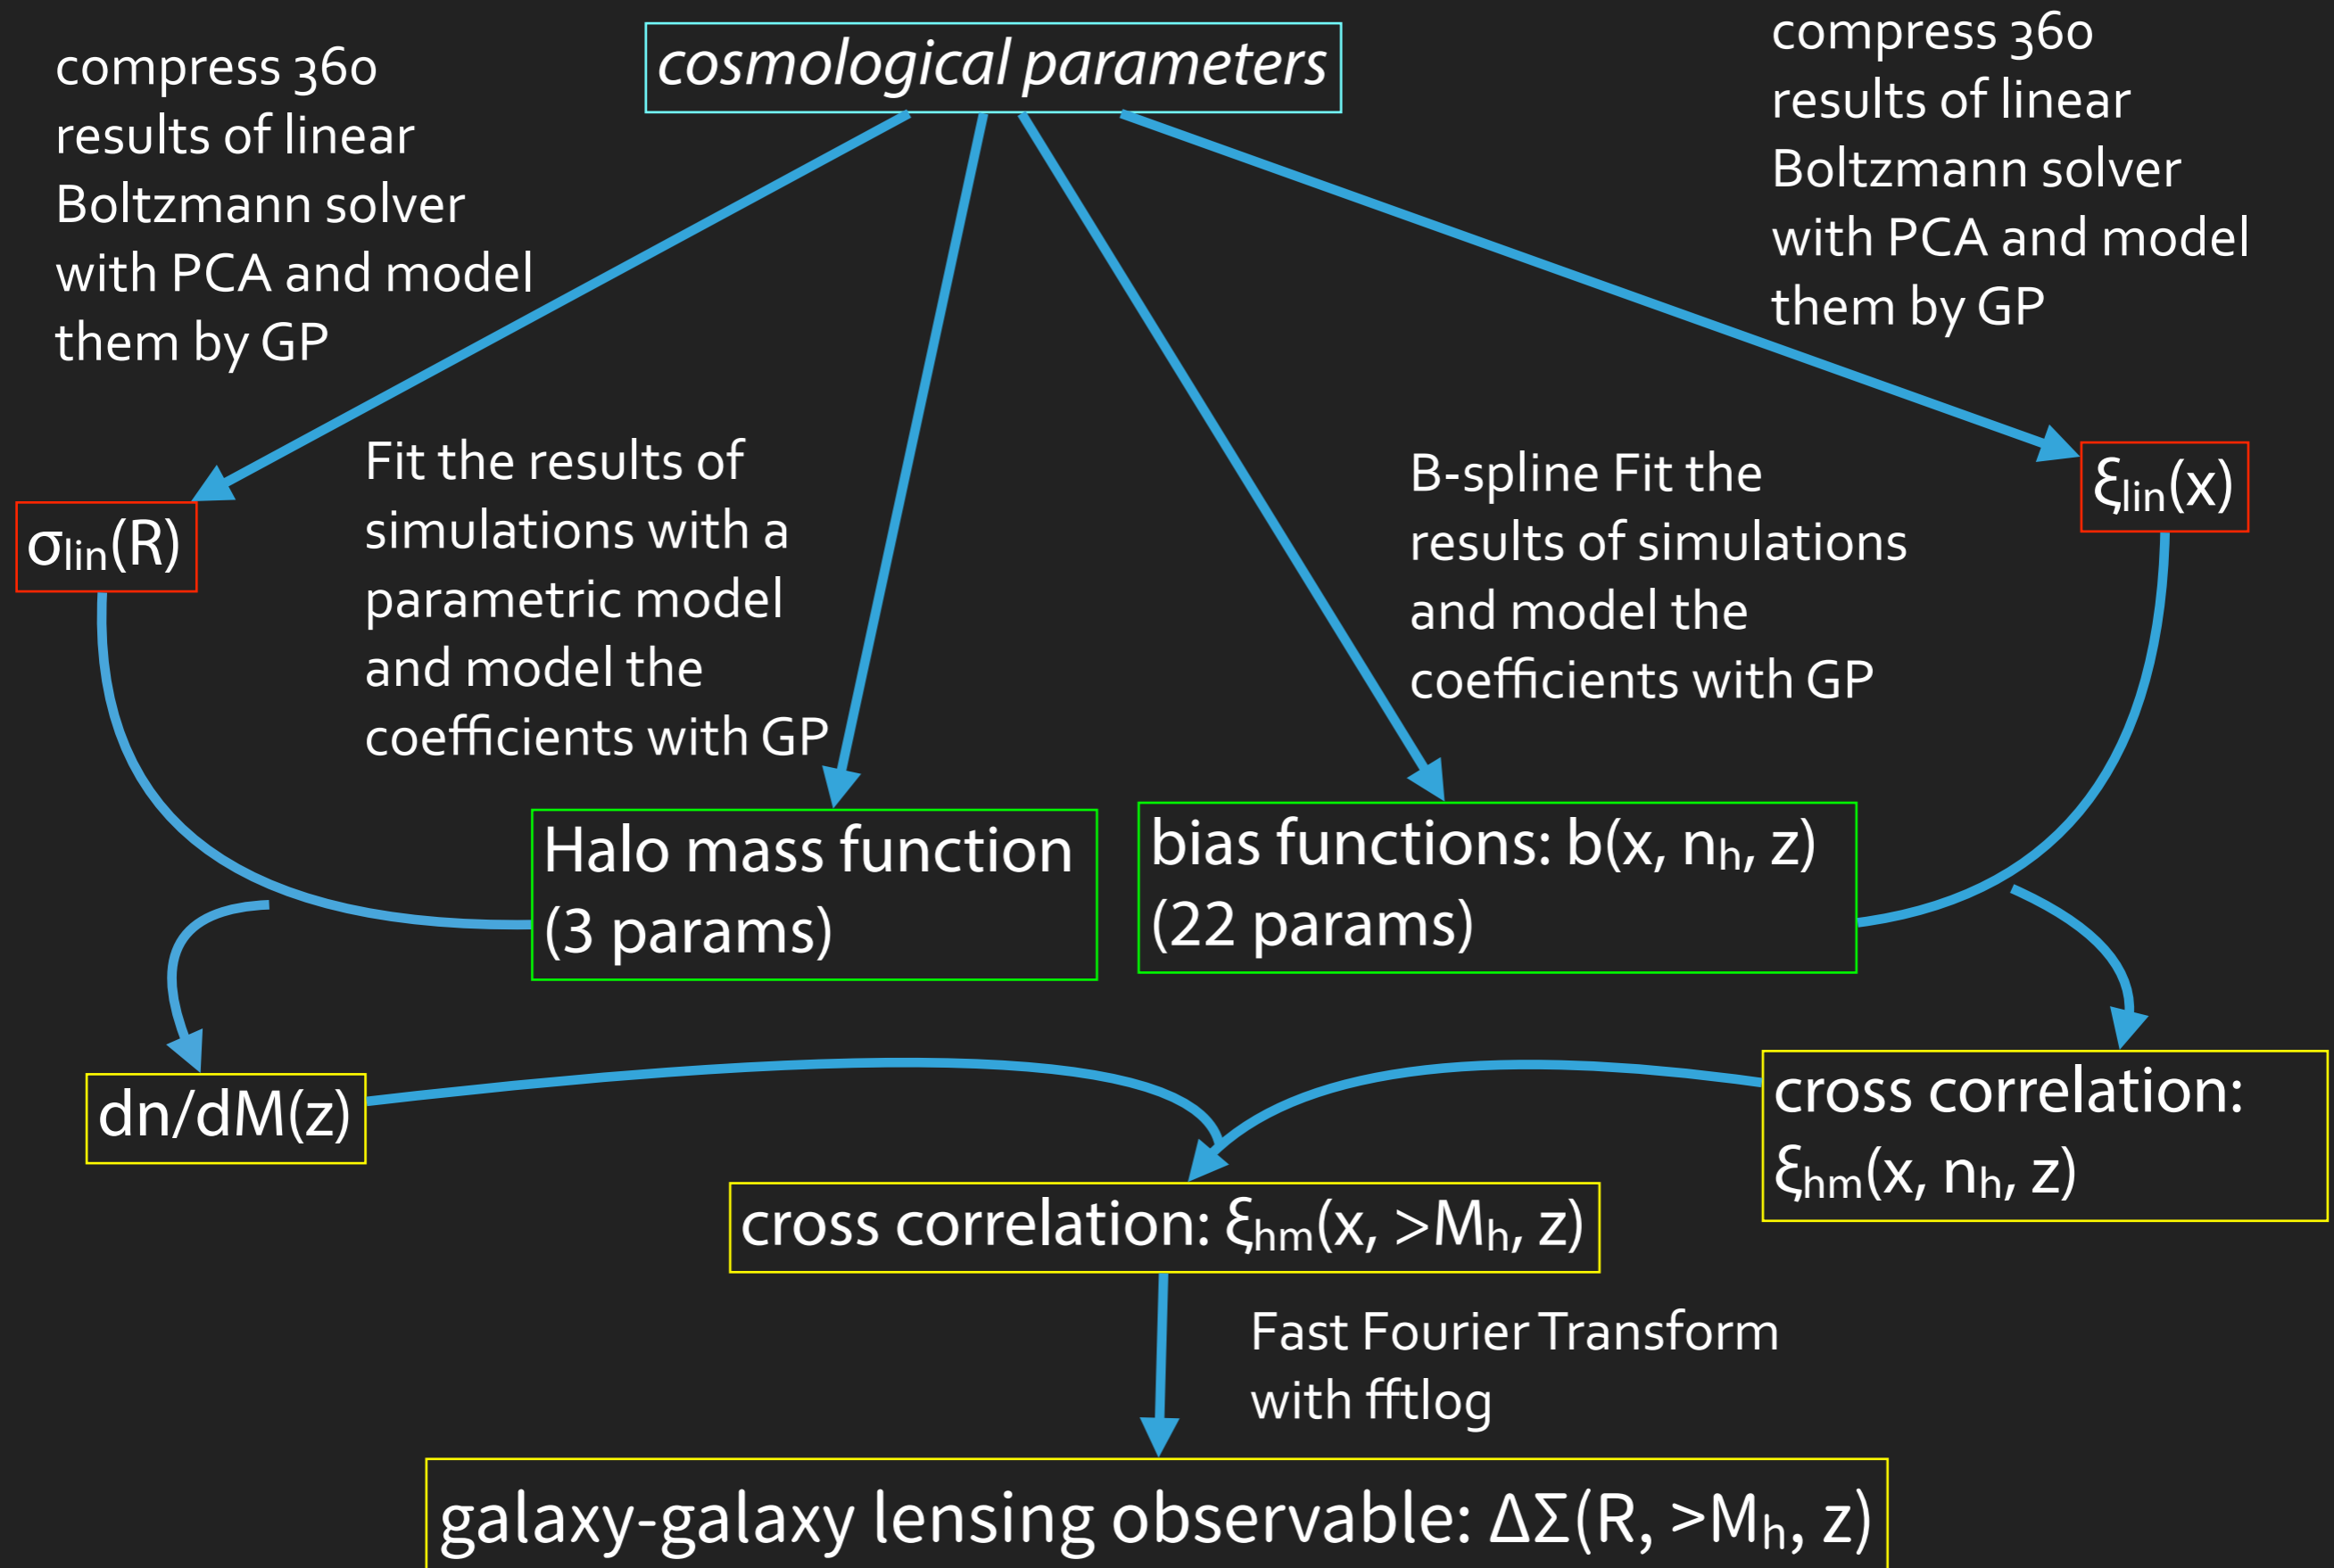 cosmological parameters
compress 360
results of linear
Boltzmann solver
with PCA and model
them by GP
compress 360
results of linear
Boltzmann solver
with PCA and model
them by GP
σlin(R)
Fit the results of
simulations with a
parametric model
and model the
coefficients with GP
B-spline Fit the
results of simulations
and model the
coefficients with GP
ξlin(x)
Halo mass function
(3 params)
bias functions: b(x, nh, z)
(22 params)
dn/dM(z)
cross correlation:
ξhm(x, nh, z)
cross correlation: ξhm(x, >Mh, z)
Fast Fourier Transform
with fftlog
galaxy-galaxy lensing observable: ΔΣ(R, >Mh, z)